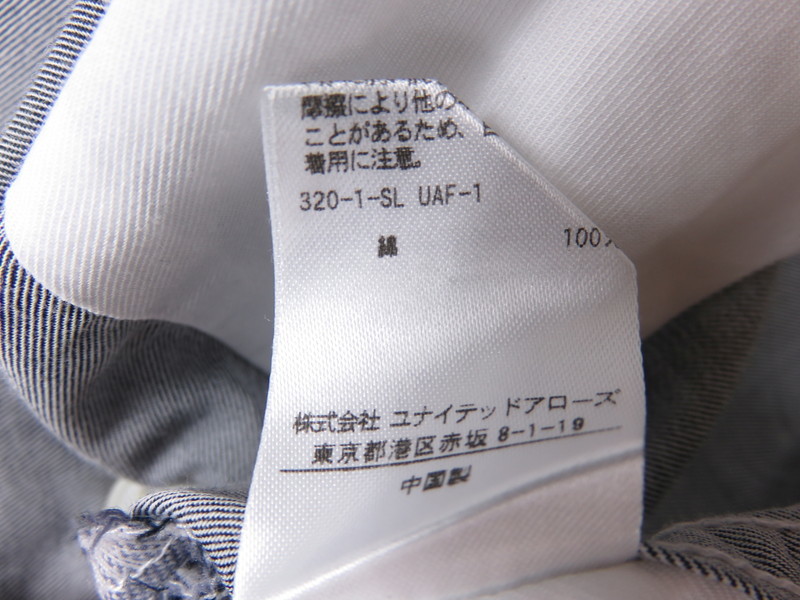 摩擦により他の
ことがあるため、
着用に注意。
320-1-SL UAF-1
綿 100%
株式会社 ユナイテッドアローズ
東京都港区赤坂 8-1-19
中国製